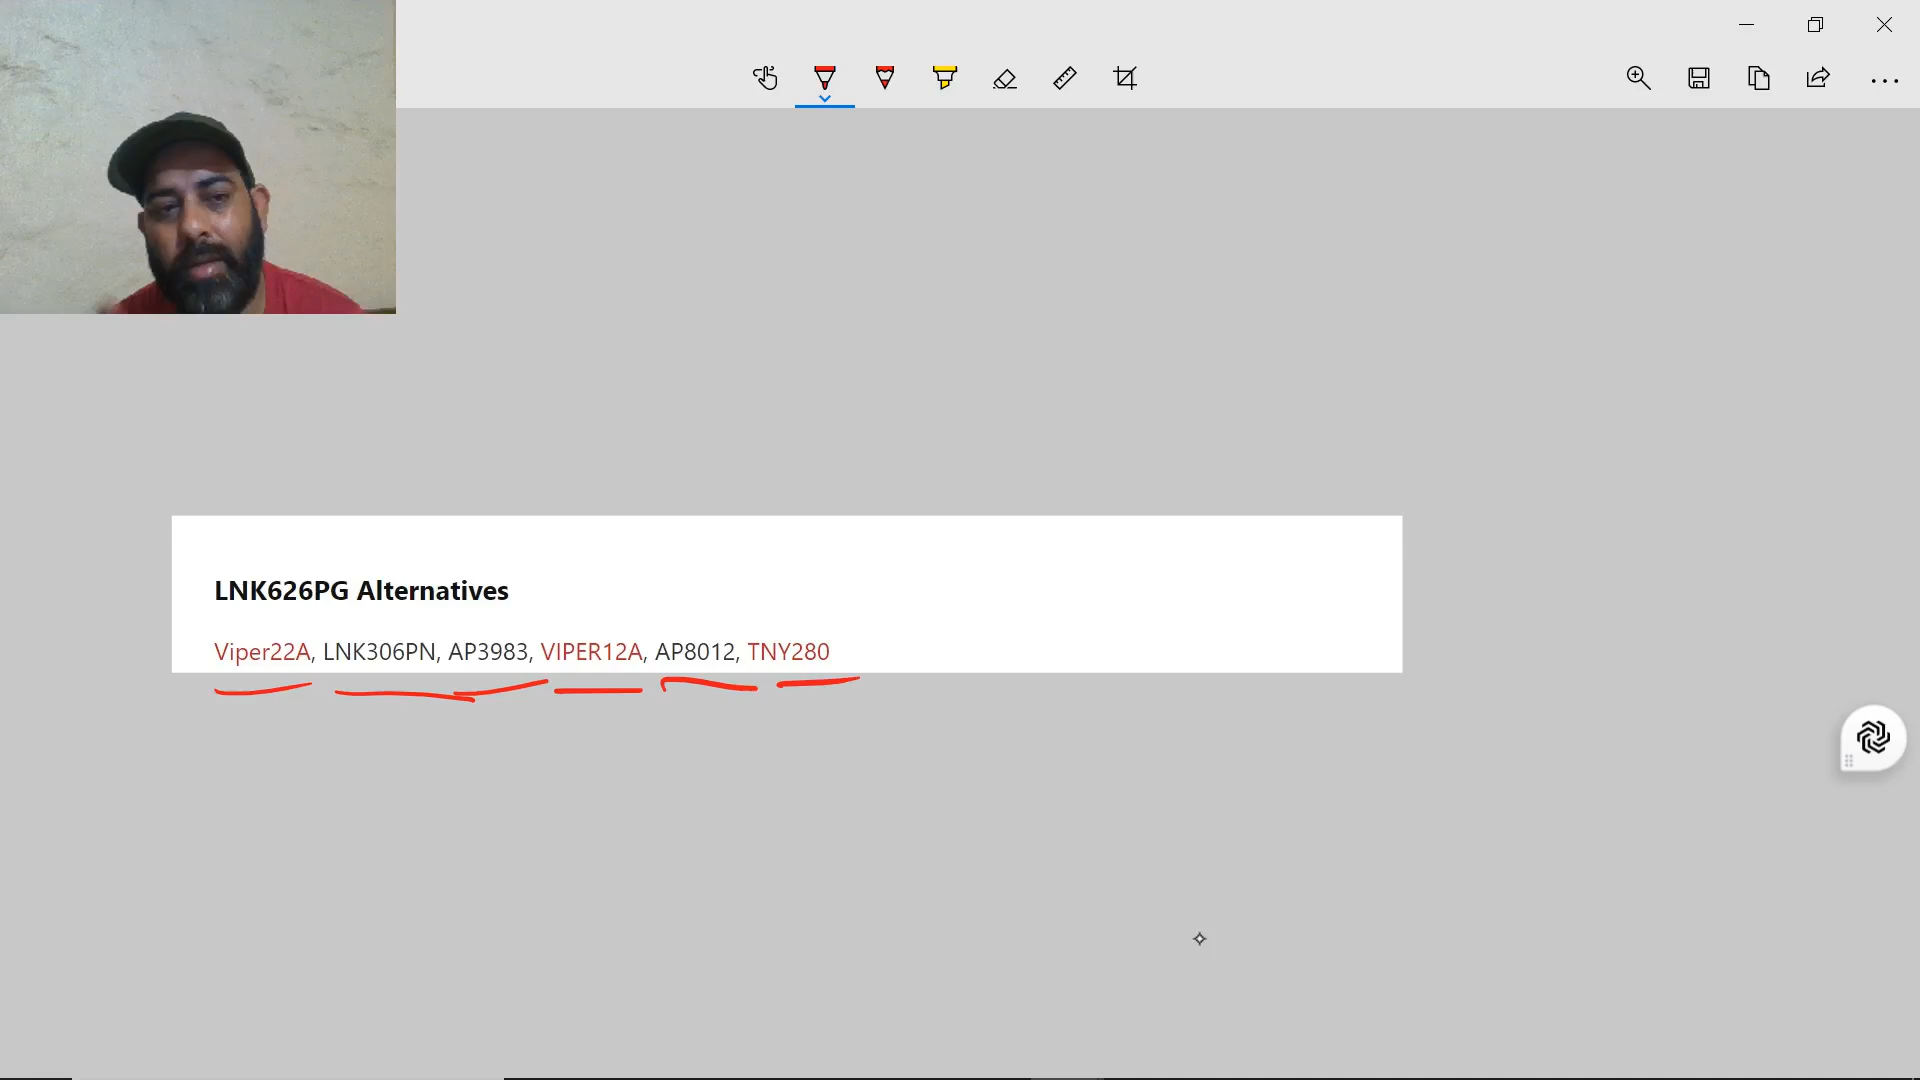 LNK626PG Alternatives
Viper22A, LNK306PN, AP3983, VIPER12A, AP8012, TNY280